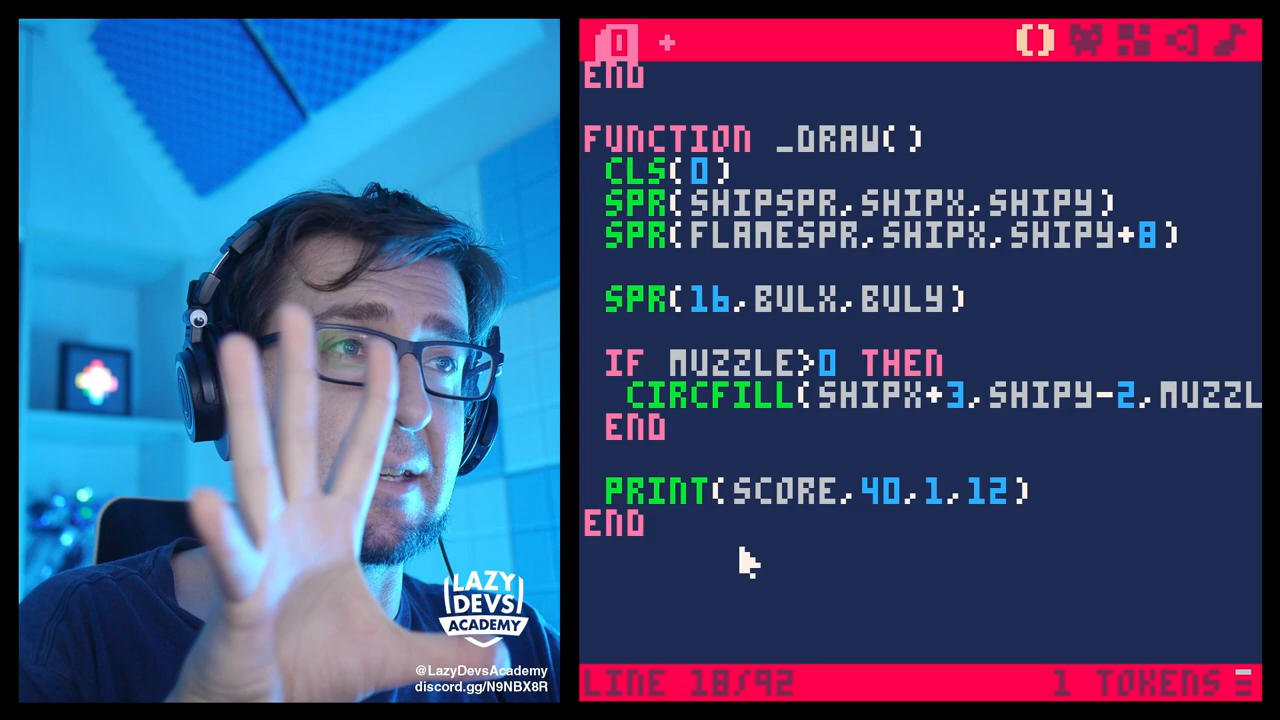 LAZY
DEVS
ACADEMY
@LazyDevsAcademy
discord.gg/N9NBX8R
0 +
END
FUNCTION _DRAW()
CLS(0)
SPR(SHIPSPR,SHIPX,SHIPY)
SPR(FLAMESPR,SHIPX,SHIPY+8)
SPR(16,BULX,BULY)
IF MUZZLE>0 THEN
CIRCFILL(SHIPX+3,SHIPY-2,MUZZL
END
PRINT(SCORE,40,1,12)
END
LINE 18/92
1 TOKENS